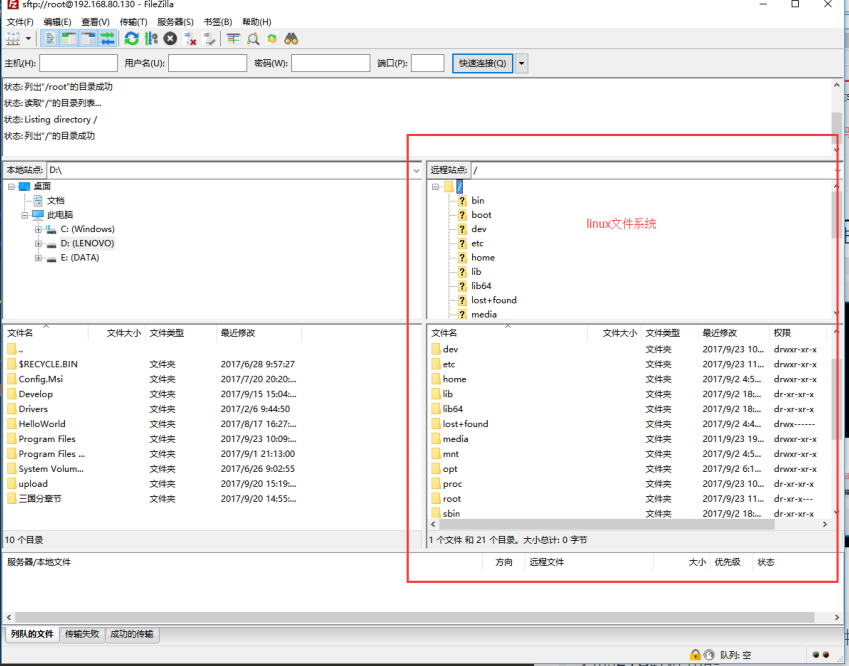 sftp://root@192.168.80.130 - FileZilla
文件(F) 编辑(E) 查看(V) 传输(T) 服务器(S) 书签(B) 帮助(H)
主机(H): 用户名(U): 密码(W): 端口(P): 快速连接(Q)
状态: 列出"/root"的目录成功
状态: 读取"/"的目录列表...
状态: Listing directory /
状态: 列出"/"的目录成功
本地站点: D:\
桌面
文档
此电脑
C: (Windows)
D: (LENOVO)
E: (DATA)
远程站点: /
/
bin
boot
dev
etc
home
lib
lib64
lost+found
media
linux文件系统
文件名 文件大小 文件类型 最近修改
..
$RECYCLE.BIN 文件夹 2017/6/28 9:57:27
Config.Msi 文件夹 2017/7/20 20:20:...
Develop 文件夹 2017/9/15 15:04:...
Drivers 文件夹 2017/2/6 9:44:50
HelloWorld 文件夹 2017/8/17 16:27:...
Program Files 文件夹 2017/9/23 10:09:...
Program Files ... 文件夹 2017/9/1 21:13:00
System Volum... 文件夹 2017/6/26 9:02:55
upload 文件夹 2017/9/20 15:19:...
三国分章节 文件夹 2017/9/20 14:55:...
10 个目录
文件名 文件大小 文件类型 最近修改 权限
dev 文件夹 2017/9/23 10... drwxr-xr-x
etc 文件夹 2017/9/23 11... drwxr-xr-x
home 文件夹 2017/9/2 4:5... drwxr-xr-x
lib 文件夹 2017/9/2 18:... dr-xr-xr-x
lib64 文件夹 2017/9/2 18:... dr-xr-xr-x
lost+found 文件夹 2017/9/2 4:4... drwx------
media 文件夹 2011/9/23 19... drwxr-xr-x
mnt 文件夹 2017/9/2 4:5... drwxr-xr-x
opt 文件夹 2017/9/2 6:1... drwxr-xr-x
proc 文件夹 2017/9/23 10... dr-xr-xr-x
root 文件夹 2017/9/23 11... dr-xr-x---
sbin 文件夹 2017/9/2 18:... dr-xr-xr-x
1 个文件 和 21 个目录。大小总计: 0 字节
服务器/本地文件 方向 远程文件 大小 优先级 状态
列队的文件 传输失败 成功的传输
队列: 空